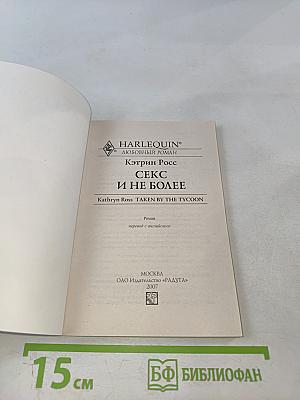 HARLEQUIN®
ЛЮБОВНЫЙ РОМАН
Кэтрин Росс
СЕКС
И НЕ БОЛЕЕ
Kathryn Ross TAKEN BY THE TYCOON
Роман
перевод с английского
МОСКВА
ОАО Издательство «РАДУГА»
2007
15 см
БФ БИБЛИОФАН